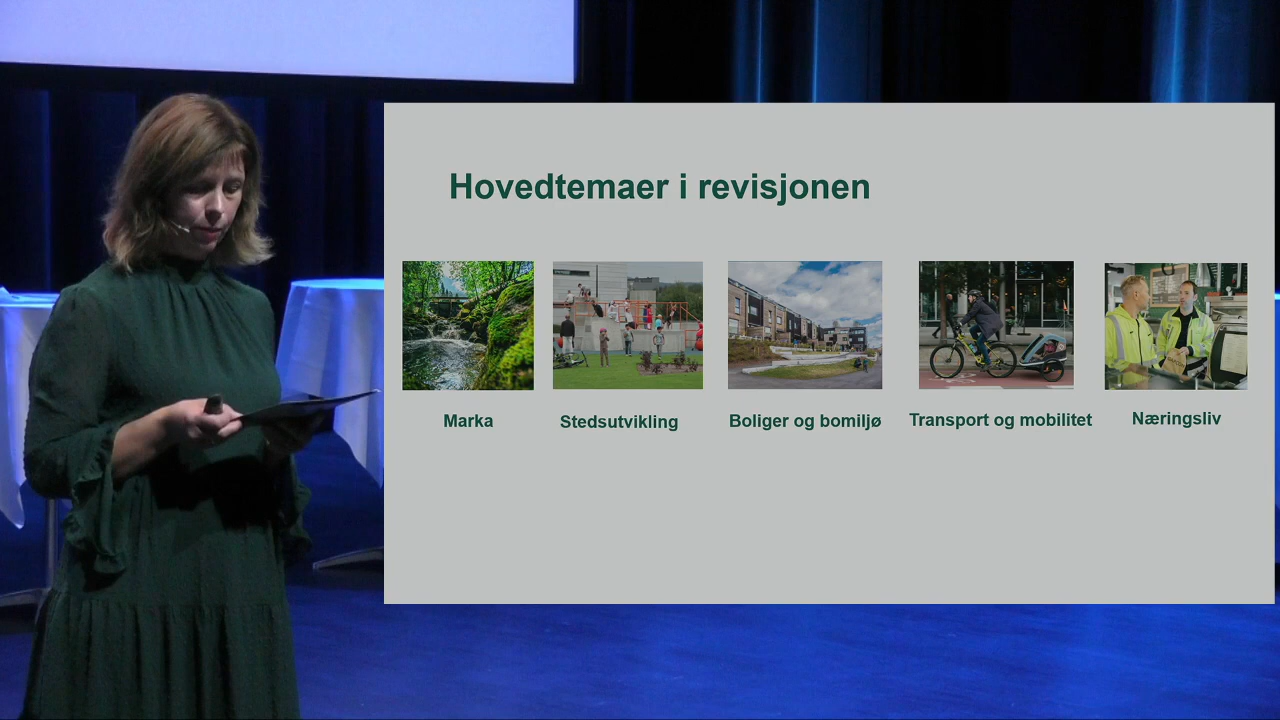 Hovedtemaer i revisjonen
Marka
Stedsutvikling
Boliger og bomiljø
Transport og mobilitet
Næringsliv